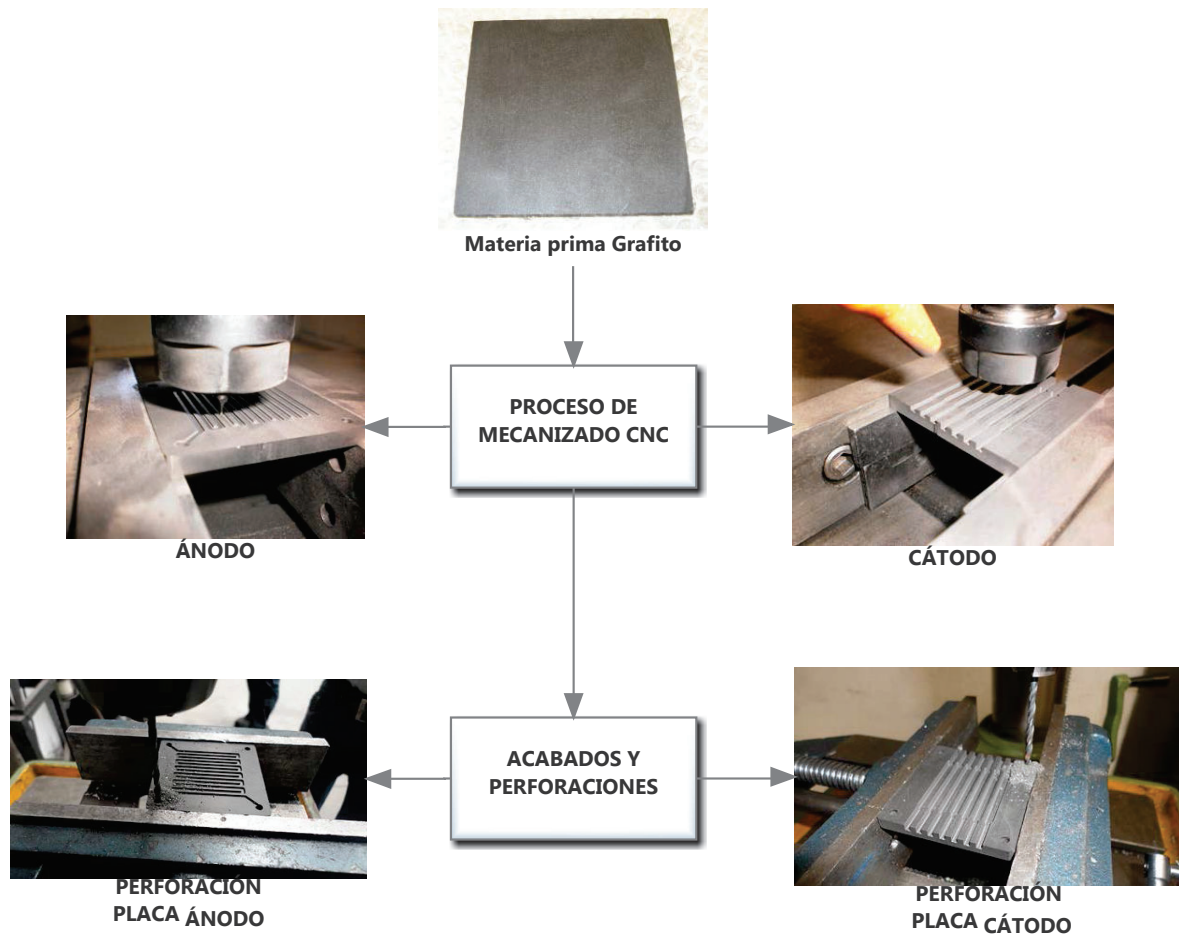 Materia prima Grafito
PROCESO DE
MECANIZADO CNC
ÁNODO
CÁTODO
ACABADOS Y
PERFORACIONES
PERFORACIÓN
PLACA ÁNODO
PERFORACIÓN
PLACA CÁTODO